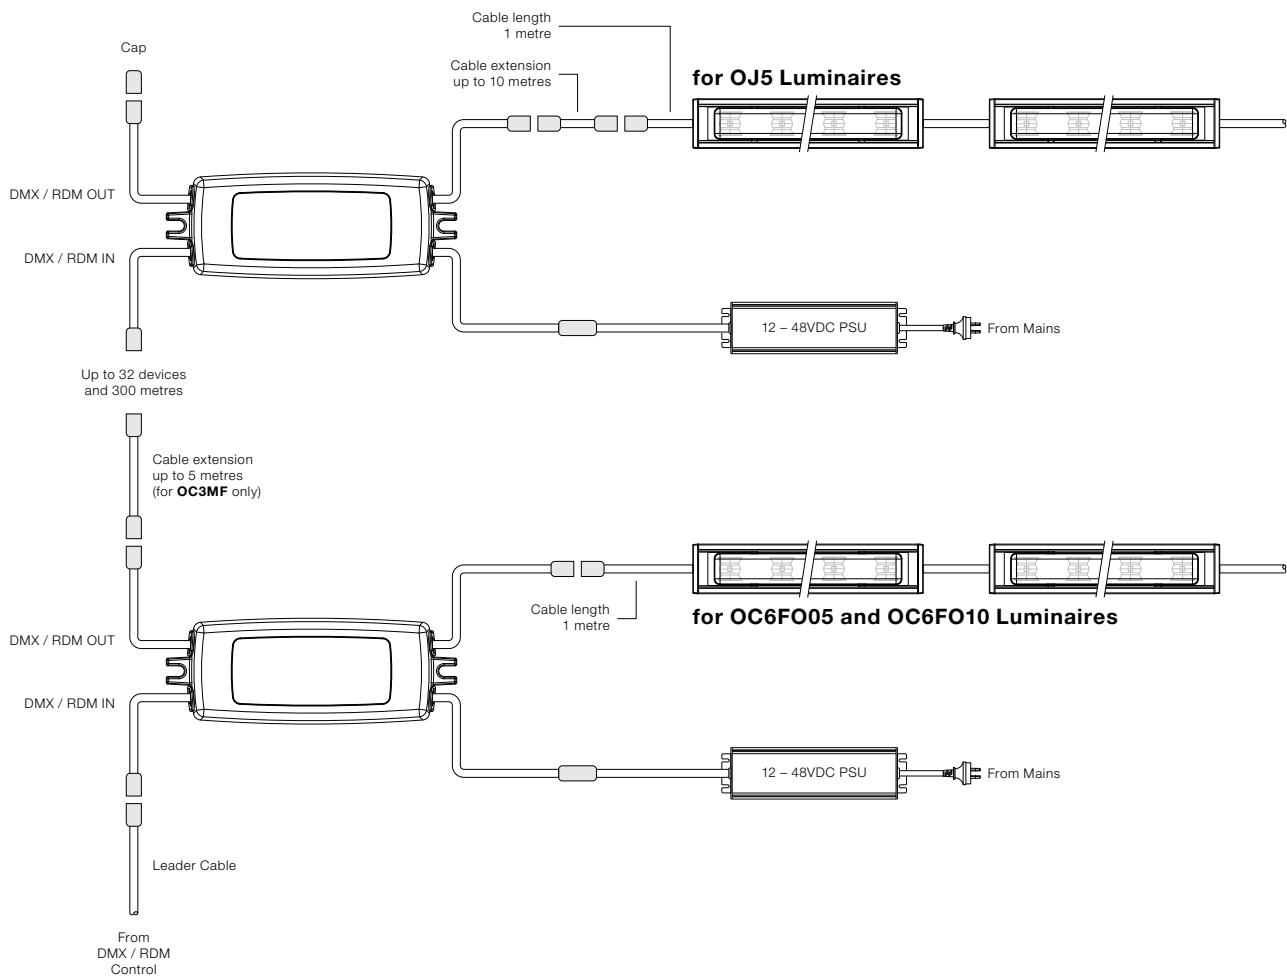 Cable length
1 metre
Cap
Cable extension
up to 10 metres
for OJ5 Luminaires
DMX / RDM OUT
DMX / RDM IN
12 – 48VDC PSU
From Mains
Up to 32 devices
and 300 metres
Cable extension
up to 5 metres
(for OC3MF only)
Cable length
1 metre
for OC6FO05 and OC6FO10 Luminaires
DMX / RDM OUT
DMX / RDM IN
12 – 48VDC PSU
From Mains
Leader Cable
From
DMX / RDM
Control